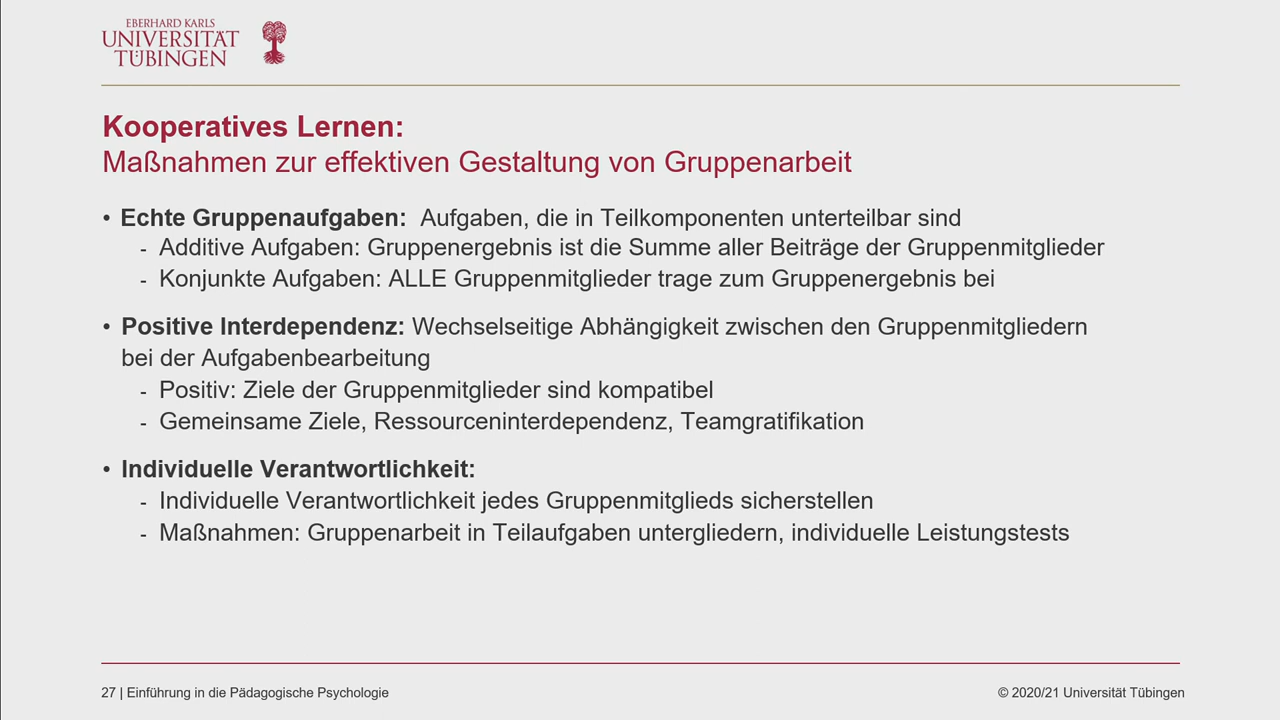 EBERHARD KARLS
UNIVERSITÄT
TÜBINGEN
Kooperatives Lernen:
Maßnahmen zur effektiven Gestaltung von Gruppenarbeit
• Echte Gruppenaufgaben: Aufgaben, die in Teilkomponenten unterteilbar sind
- Additive Aufgaben: Gruppenergebnis ist die Summe aller Beiträge der Gruppenmitglieder
- Konjunkte Aufgaben: ALLE Gruppenmitglieder trage zum Gruppenergebnis bei
• Positive Interdependenz: Wechselseitige Abhängigkeit zwischen den Gruppenmitgliedern
bei der Aufgabenbearbeitung
- Positiv: Ziele der Gruppenmitglieder sind kompatibel
- Gemeinsame Ziele, Ressourceninterdependenz, Teamgratifikation
• Individuelle Verantwortlichkeit:
- Individuelle Verantwortlichkeit jedes Gruppenmitglieds sicherstellen
- Maßnahmen: Gruppenarbeit in Teilaufgaben untergliedern, individuelle Leistungstests
27 | Einführung in die Pädagogische Psychologie
© 2020/21 Universität Tübingen